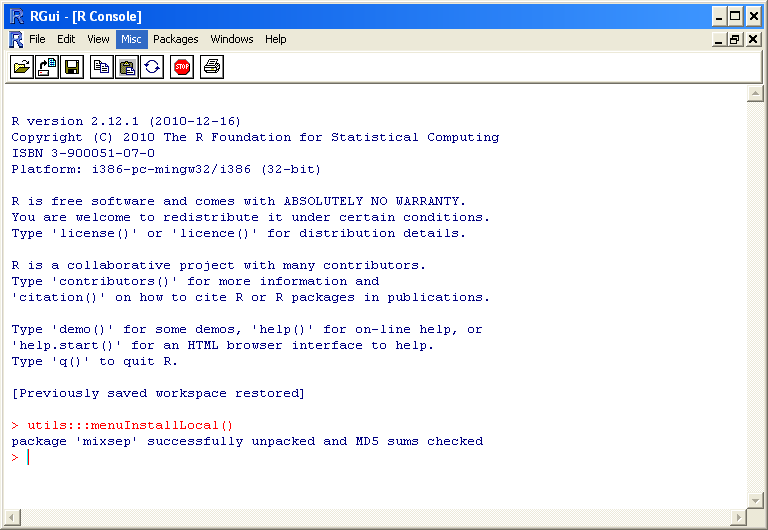 RGui - [R Console]
File Edit View Misc Packages Windows Help
STOP
R version 2.12.1 (2010-12-16)
Copyright (C) 2010 The R Foundation for Statistical Computing
ISBN 3-900051-07-0
Platform: i386-pc-mingw32/i386 (32-bit)
R is free software and comes with ABSOLUTELY NO WARRANTY.
You are welcome to redistribute it under certain conditions.
Type 'license()' or 'licence()' for distribution details.
R is a collaborative project with many contributors.
Type 'contributors()' for more information and
'citation()' on how to cite R or R packages in publications.
Type 'demo()' for some demos, 'help()' for on-line help, or
'help.start()' for an HTML browser interface to help.
Type 'q()' to quit R.
[Previously saved workspace restored]
> utils:::menuInstallLocal()
package 'mixsep' successfully unpacked and MD5 sums checked
>